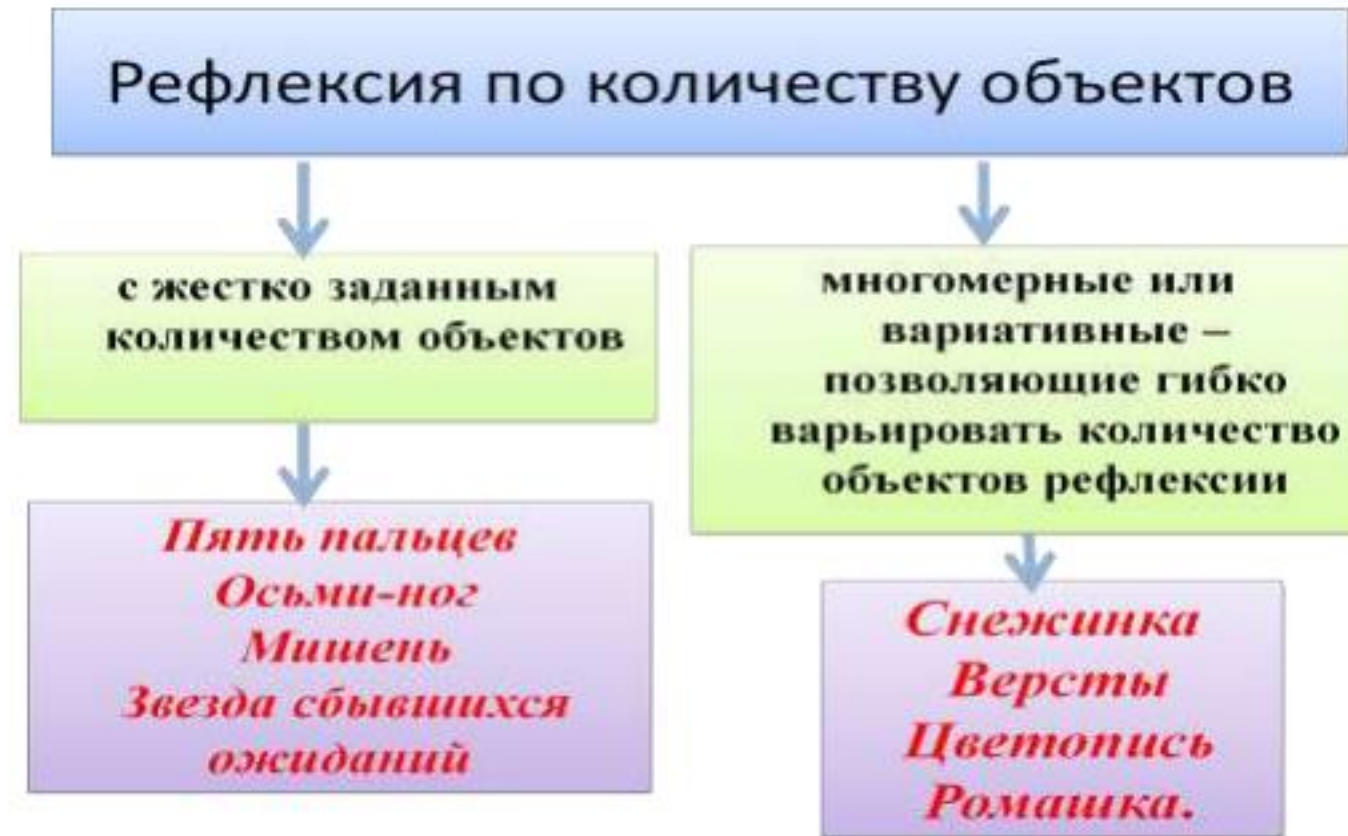 Рефлексия по количеству объектов
с жестко заданным
количеством объектов
многомерные или
вариативные –
позволяющие гибко
варьировать количество
объектов рефлексии
Пять пальцев
Осьми-ног
Мишень
Звезда сбывшихся
ожиданий
Снежинка
Версты
Цветопись
Ромашка.